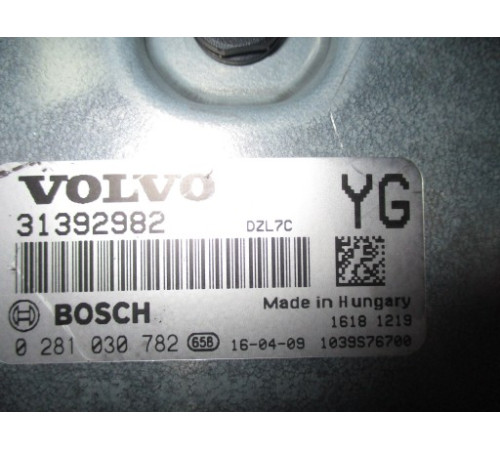 VOLVO YG
31392982 DZL7C
BOSCH Made in Hungary
1618 1219
0 281 030 782 658 16-04-09 1039S76700